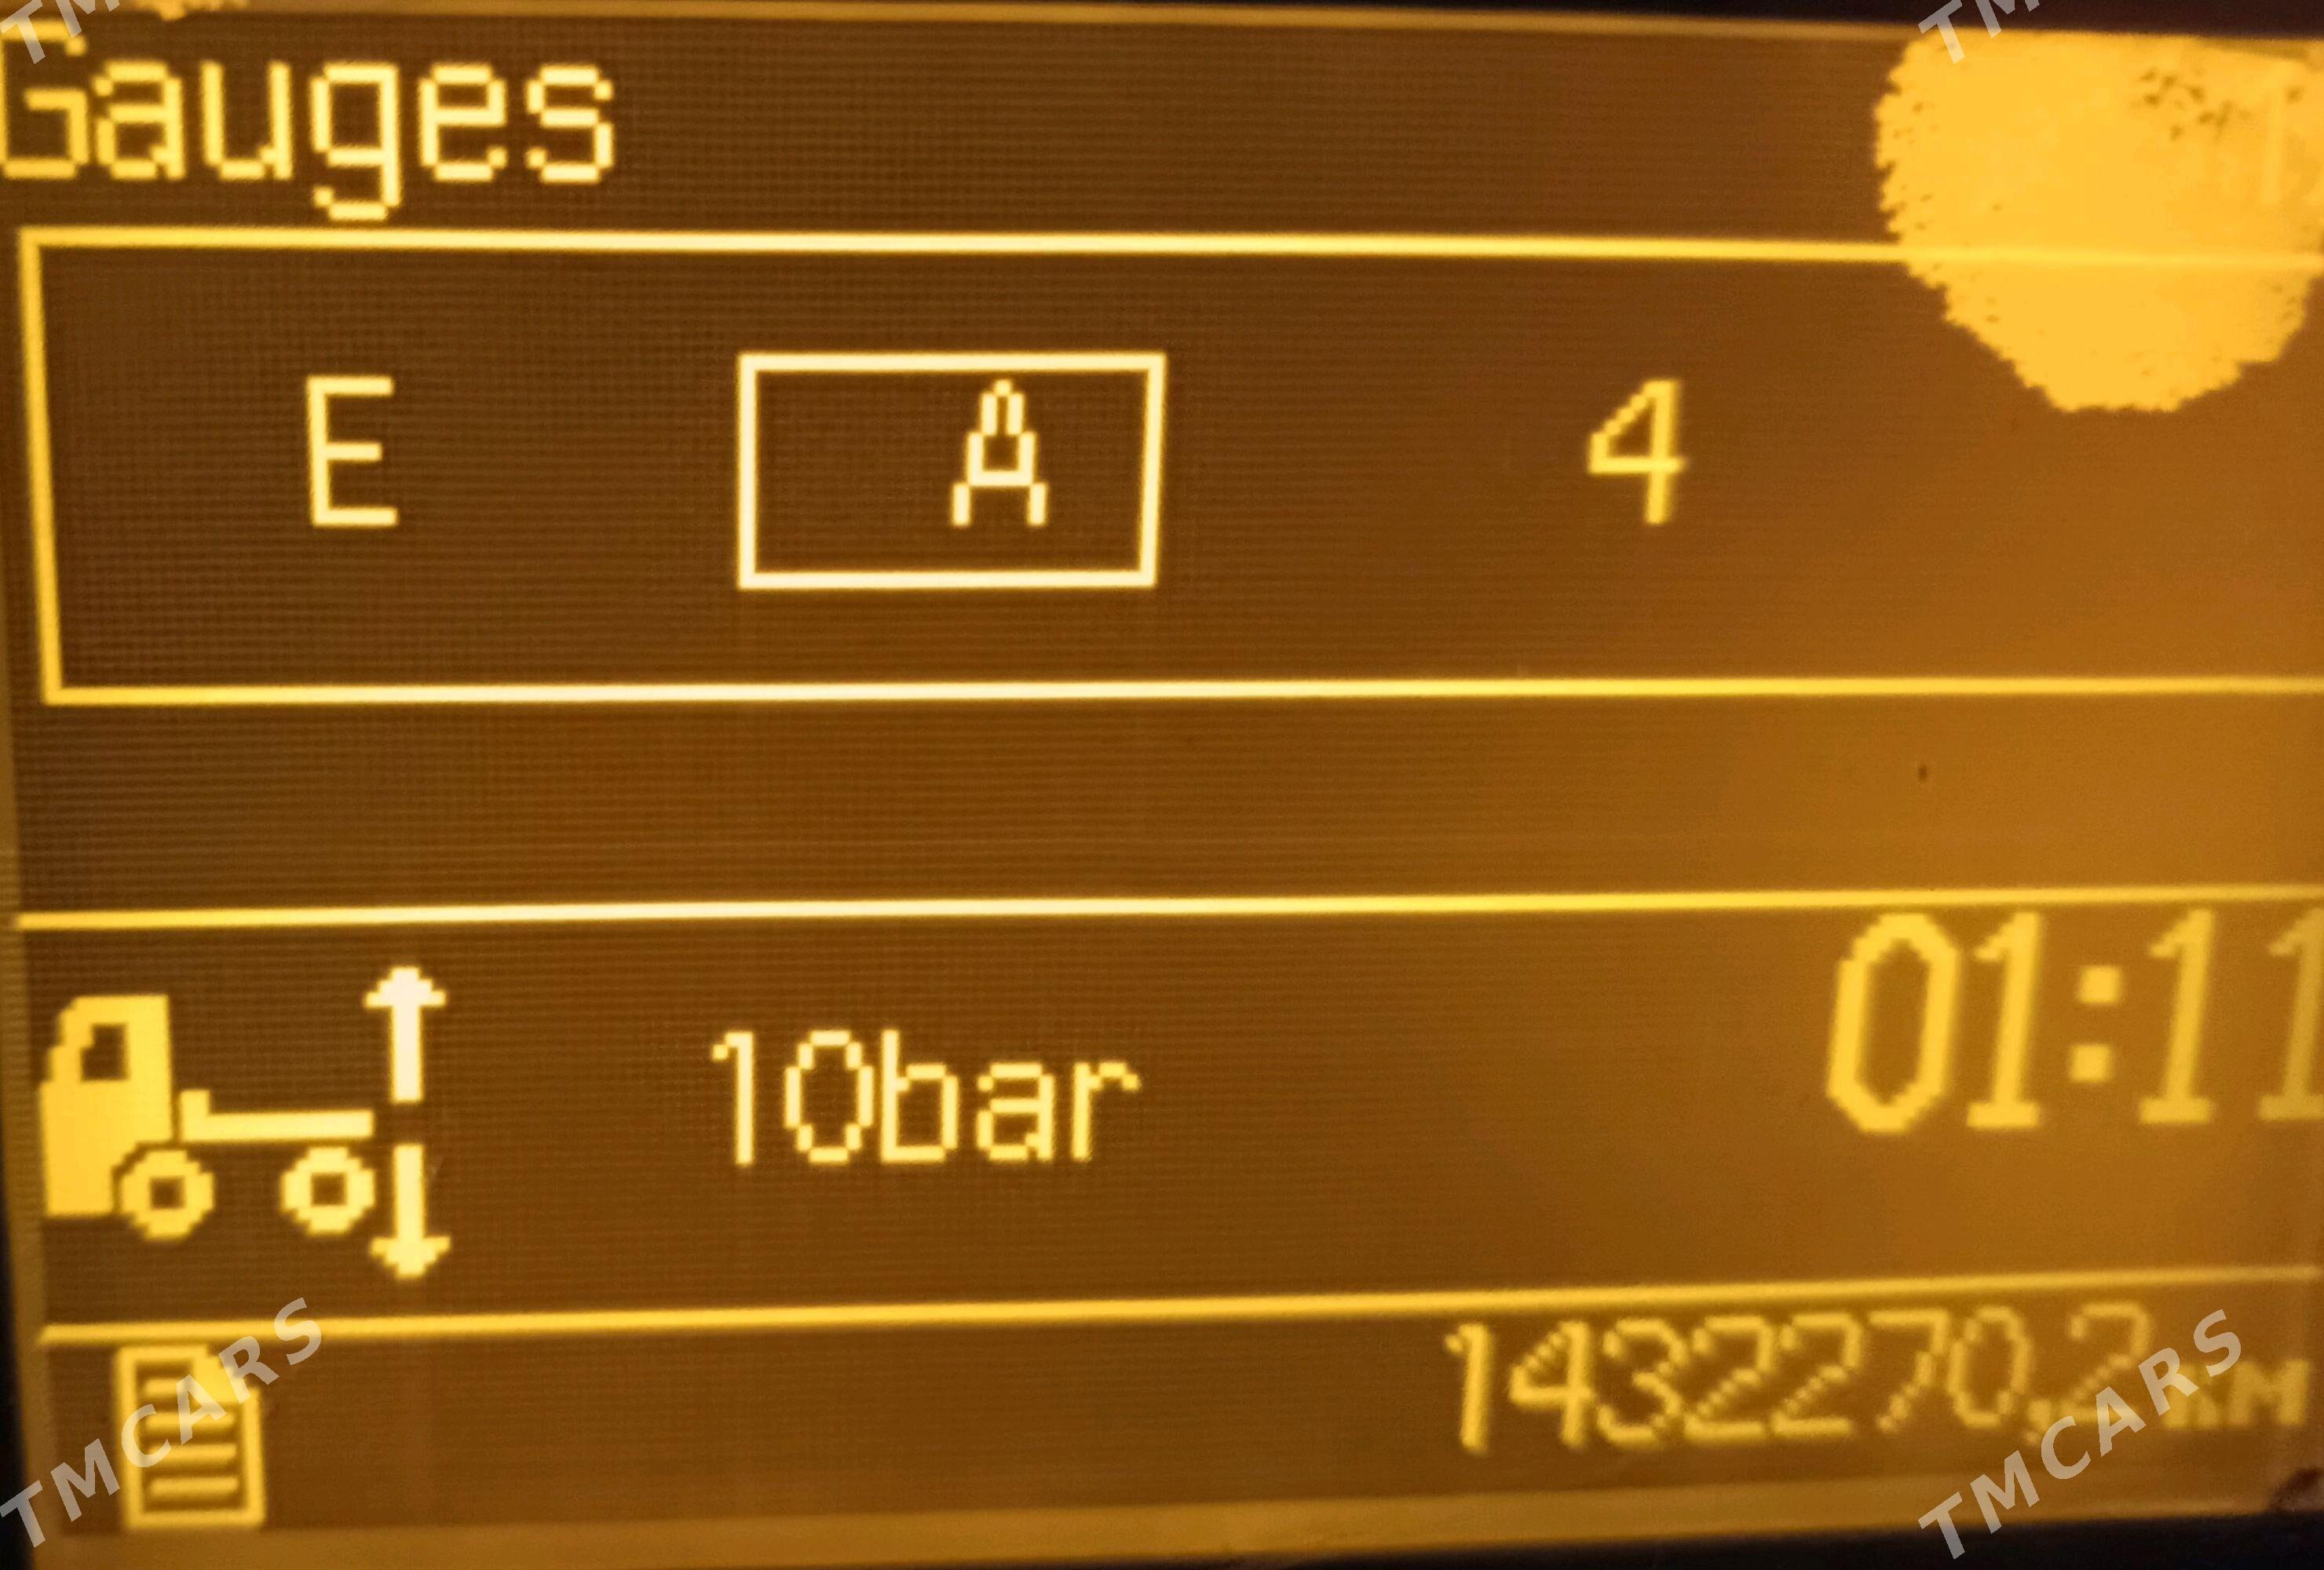 Gauges
E A 4
10bar
01:11
1432270,2км
TMCARS
TMCARS